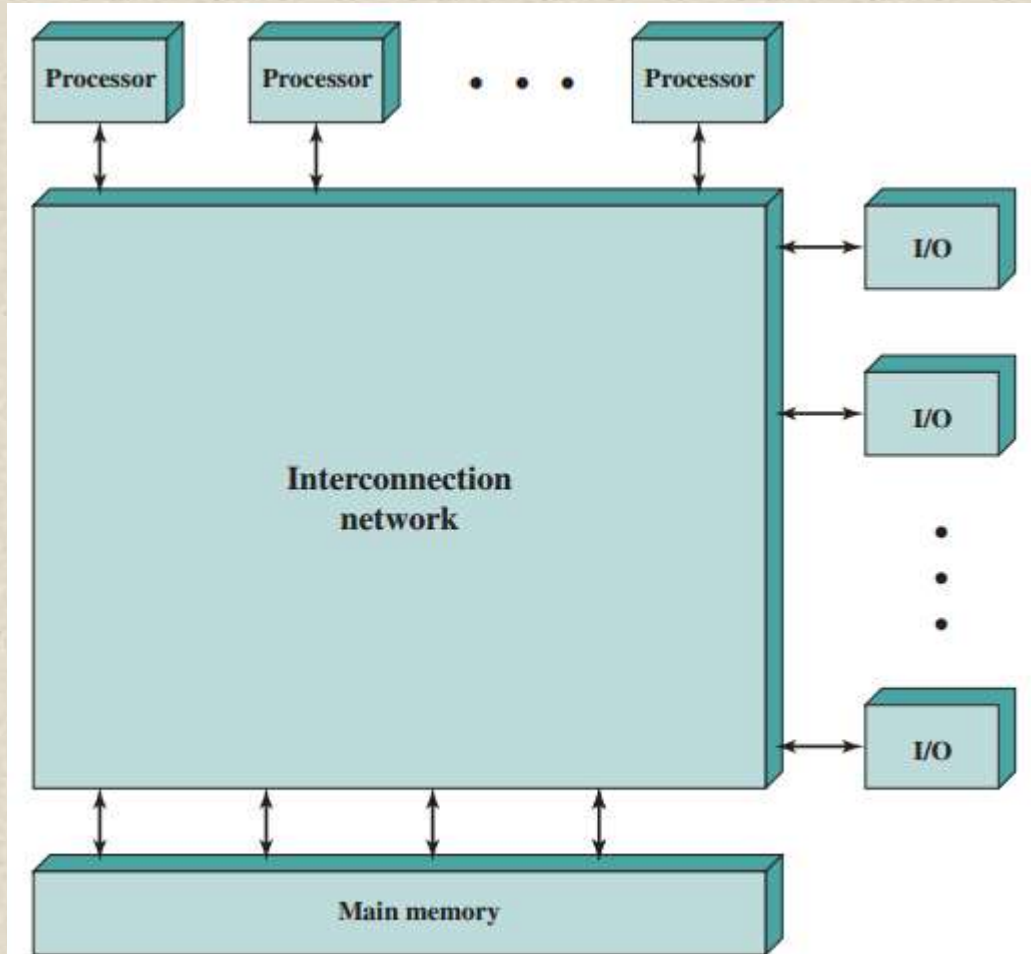 Processor
Processor
Processor
I/O
I/O
Interconnection
network
I/O
Main memory